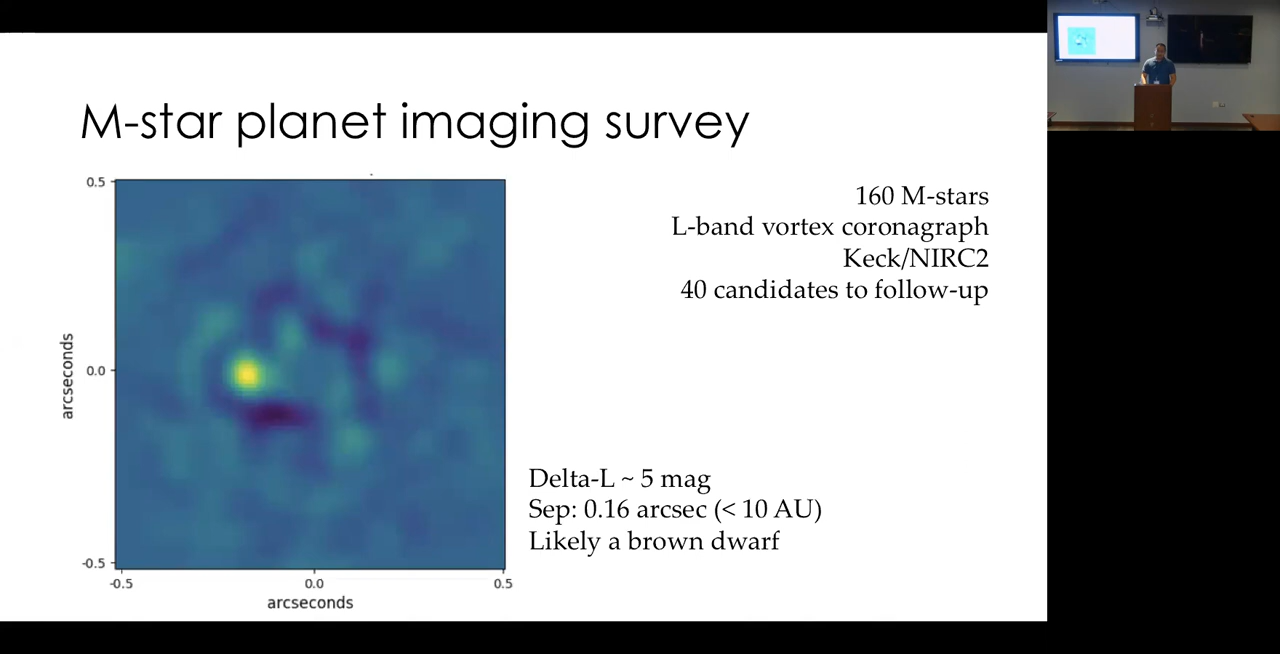 M-star planet imaging survey
160 M-stars
L-band vortex coronagraph
Keck/NIRC2
40 candidates to follow-up
0.5
0.0
-0.5
arcseconds
-0.5
0.0
0.5
arcseconds
Delta-L ~ 5 mag
Sep: 0.16 arcsec (< 10 AU)
Likely a brown dwarf